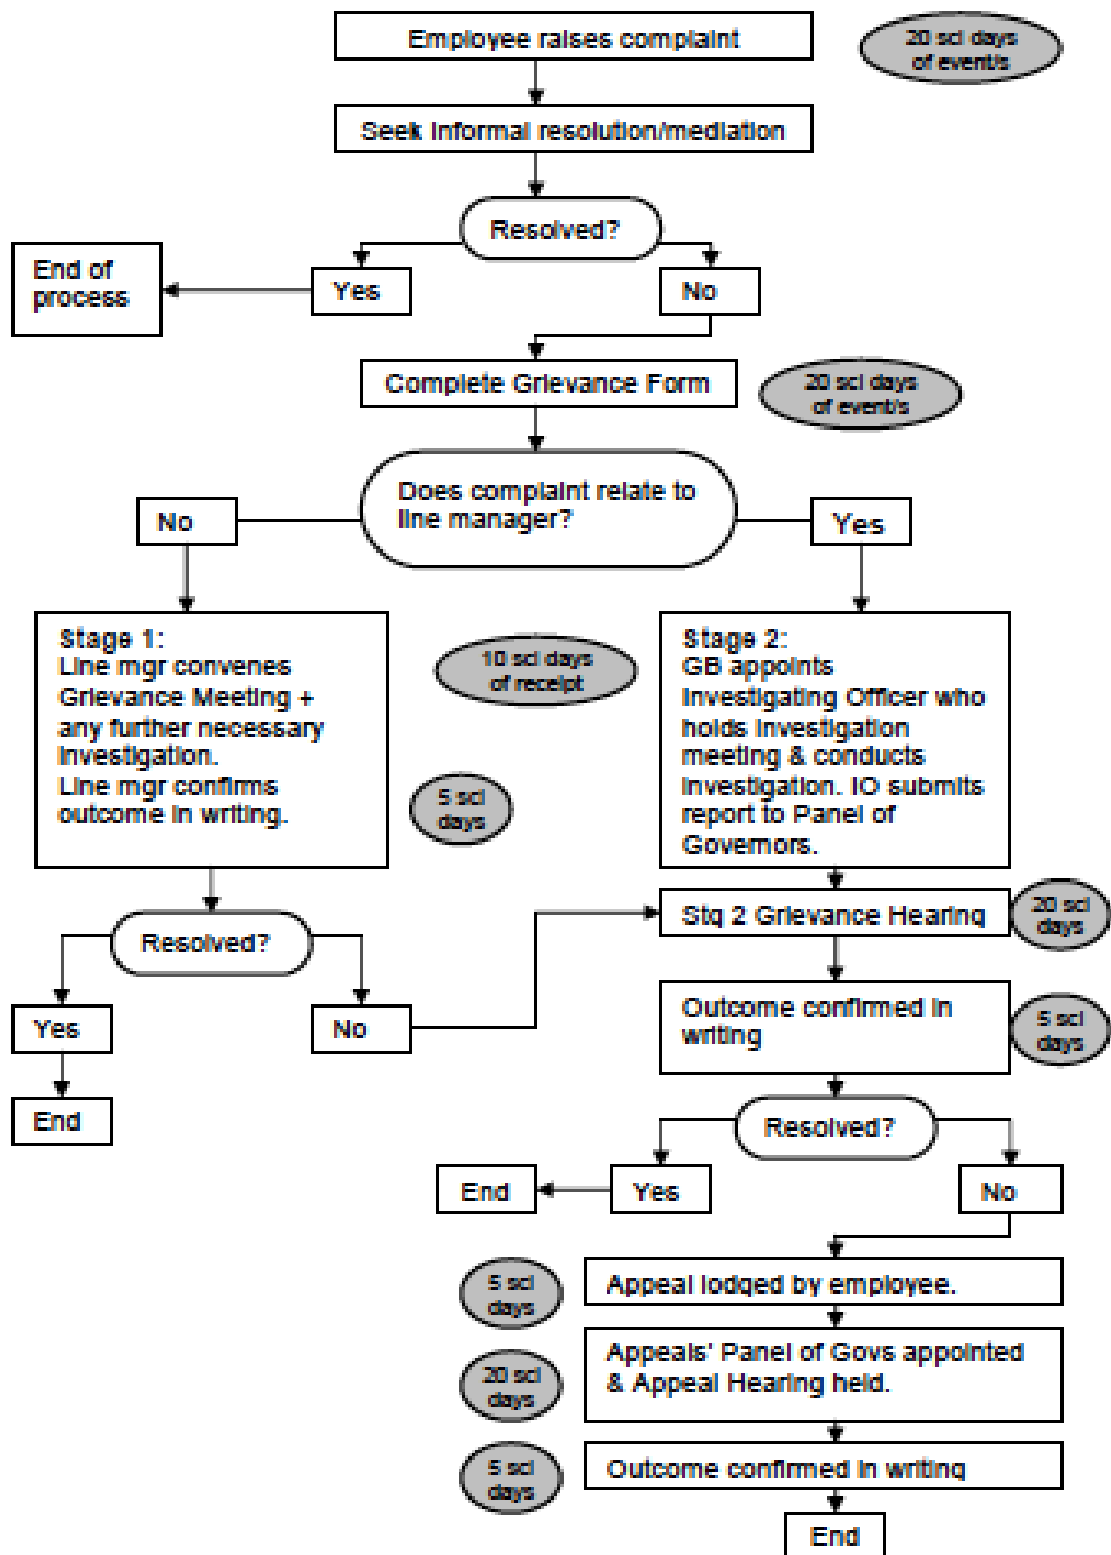 Employee raises complaint
20 scl days
of event/s
Seek informal resolution/mediation
Resolved?
End of
process
Yes
No
Complete Grievance Form
20 scl days
of event/s
Does complaint relate to
line manager?
No
Yes
Stage 1:
Line mgr convenes
Grievance Meeting +
any further necessary
investigation.
Line mgr confirms
outcome in writing.
10 scl days
of receipt
5 scl
days
Stage 2:
GB appoints
Investigating Officer who
holds investigation
meeting & conducts
investigation. IO submits
report to Panel of
Governors.
Resolved?
Yes
No
End
Stg 2 Grievance Hearing
20 scl
days
Outcome confirmed in
writing
5 scl
days
Resolved?
End
Yes
No
5 scl
days
Appeal lodged by employee.
20 scl
days
Appeals' Panel of Govs appointed
& Appeal Hearing held.
5 scl
days
Outcome confirmed in writing
End